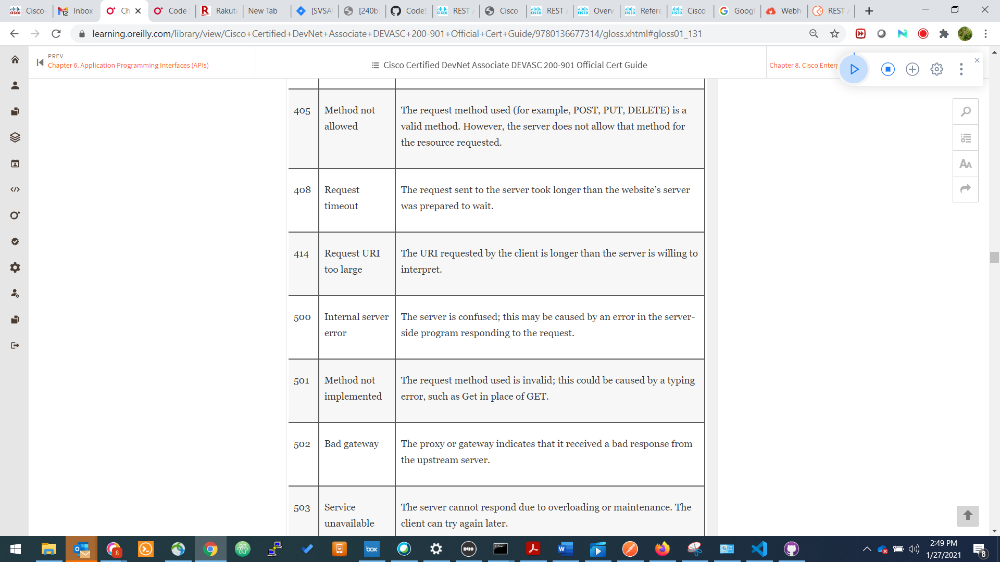 Cisco-
Inbox
12
Ch
Code
Rakut
New Tab
[SVSA
[240b
Code
REST
Cisco
REST
Overv
Refere
Cisco
Googl
Webh
REST
learning.oreilly.com/library/view/Cisco+Certified+DevNet+Associate+DEVASC+200-901+Official+Cert+Guide/9780136677314/gloss.xhtml#gloss01_131
PREV
Chapter 6. Application Programming Interfaces (APIs)
Cisco Certified DevNet Associate DEVASC 200-901 Official Cert Guide
Chapter 8. Cisco Enterp
405
Method not
allowed
The request method used (for example, POST, PUT, DELETE) is a
valid method. However, the server does not allow that method for
the resource requested.
408
Request
timeout
The request sent to the server took longer than the website’s server
was prepared to wait.
414
Request URI
too large
The URI requested by the client is longer than the server is willing to
interpret.
500
Internal server
error
The server is confused; this may be caused by an error in the server-
side program responding to the request.
501
Method not
implemented
The request method used is invalid; this could be caused by a typing
error, such as Get in place of GET.
502
Bad gateway
The proxy or gateway indicates that it received a bad response from
the upstream server.
503
Service
unavailable
The server cannot respond due to overloading or maintenance. The
client can try again later.
AA
8
box
DUO
2:49 PM
1/27/2021
8